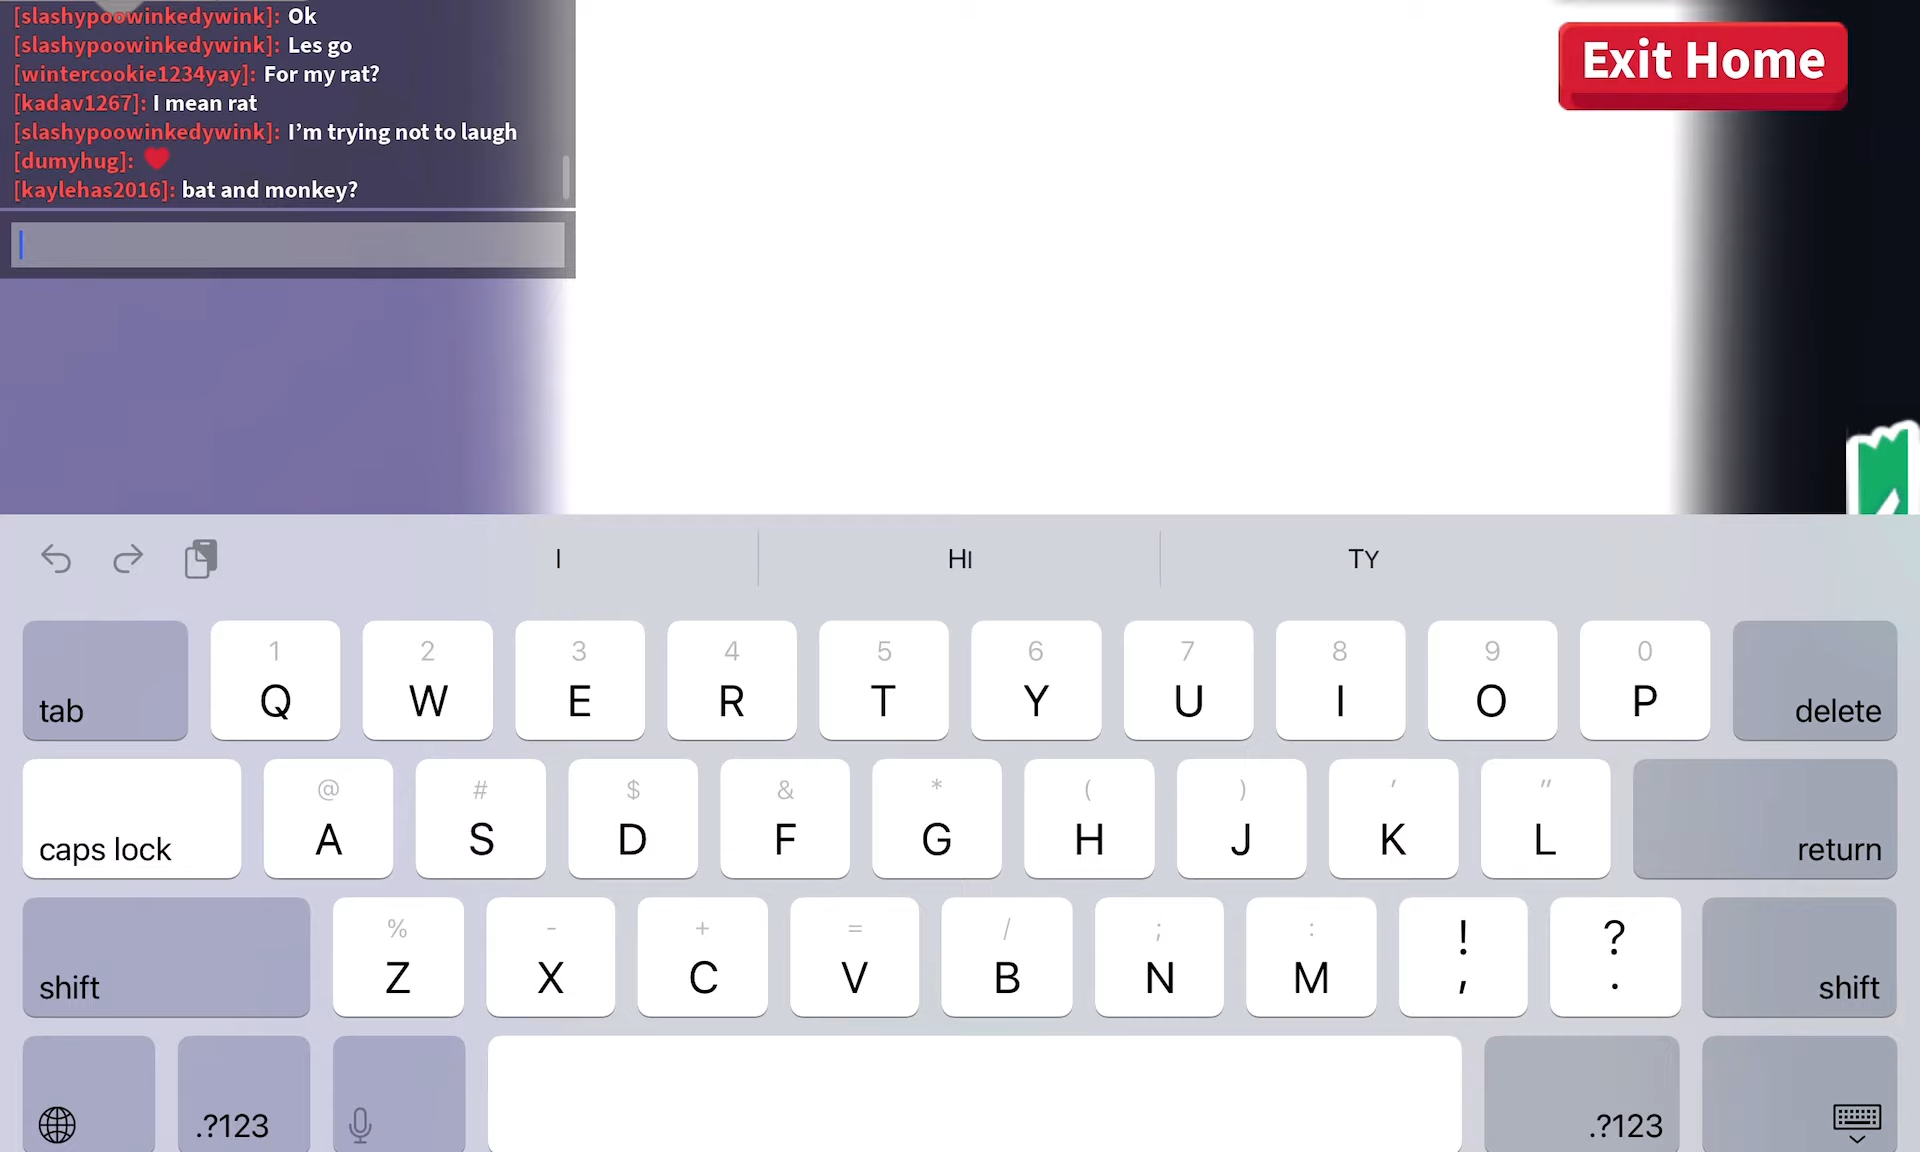 [slashypoowinkedywink]: Ok
[slashypoowinkedywink]: Les go
[wintercookie1234yay]: For my rat?
[kadav1267]: I mean rat
[slashypoowinkedywink]: I’m trying not to laugh
[dumyhug]: ❤️
[kaylehas2016]: bat and monkey?
Exit Home
I HI TY
tab 1 Q 2 W 3 E 4 R 5 T 6 Y 7 U 8 I 9 O 0 P delete
caps lock @ A # S $ D & F * G ( H ) J ' K " L return
shift % Z - X + C = V / B ; N : M ! , ? . shift
.?123 .?123